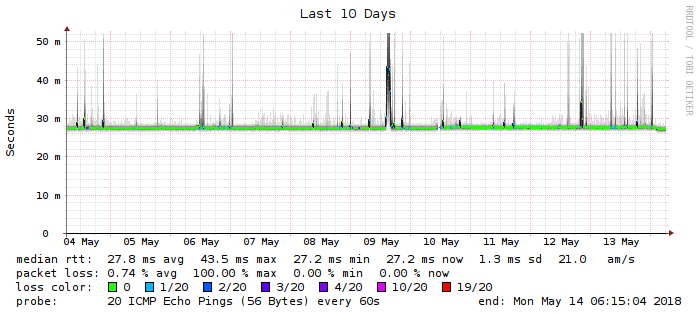 Last 10 Days
RRDTOOL / TOBI OETIKER
Seconds
50 m
40 m
30 m
20 m
10 m
0
04 May 05 May 06 May 07 May 08 May 09 May 10 May 11 May 12 May 13 May
median rtt: 27.8 ms avg 43.5 ms max 27.2 ms min 27.2 ms now 1.3 ms sd 21.0 am/s
packet loss: 0.74 % avg 100.00 % max 0.00 % min 0.00 % now
loss color: 0 1/20 2/20 3/20 4/20 10/20 19/20
probe: 20 ICMP Echo Pings (56 Bytes) every 60s end: Mon May 14 06:15:04 2018